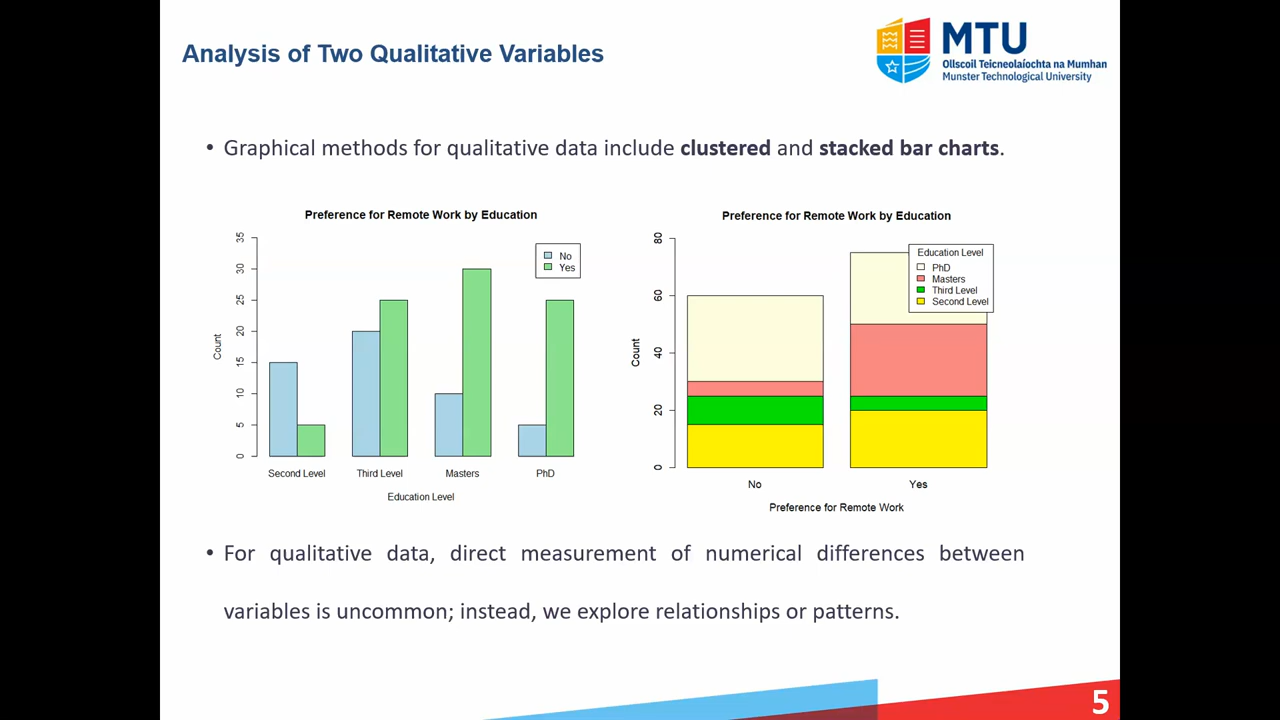 Analysis of Two Qualitative Variables
MTU
Ollscoil Teicneolaíochta na Mumhan
Munster Technological University
• Graphical methods for qualitative data include clustered and stacked bar charts.
Preference for Remote Work by Education
35
30
25
20
15
10
5
0
Count
No
Yes
Second Level
Third Level
Masters
PhD
Education Level
Preference for Remote Work by Education
80
60
40
20
0
Count
Education Level
PhD
Masters
Third Level
Second Level
No
Yes
Preference for Remote Work
• For qualitative data, direct measurement of numerical differences between
variables is uncommon; instead, we explore relationships or patterns.
5